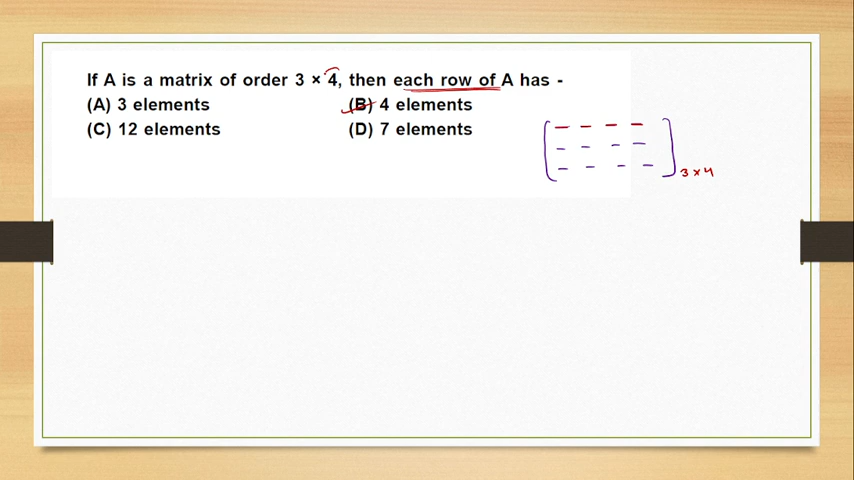 If A is a matrix of order 3 × 4, then each row of A has -
(A) 3 elements (B) 4 elements
(C) 12 elements (D) 7 elements
3 × 4